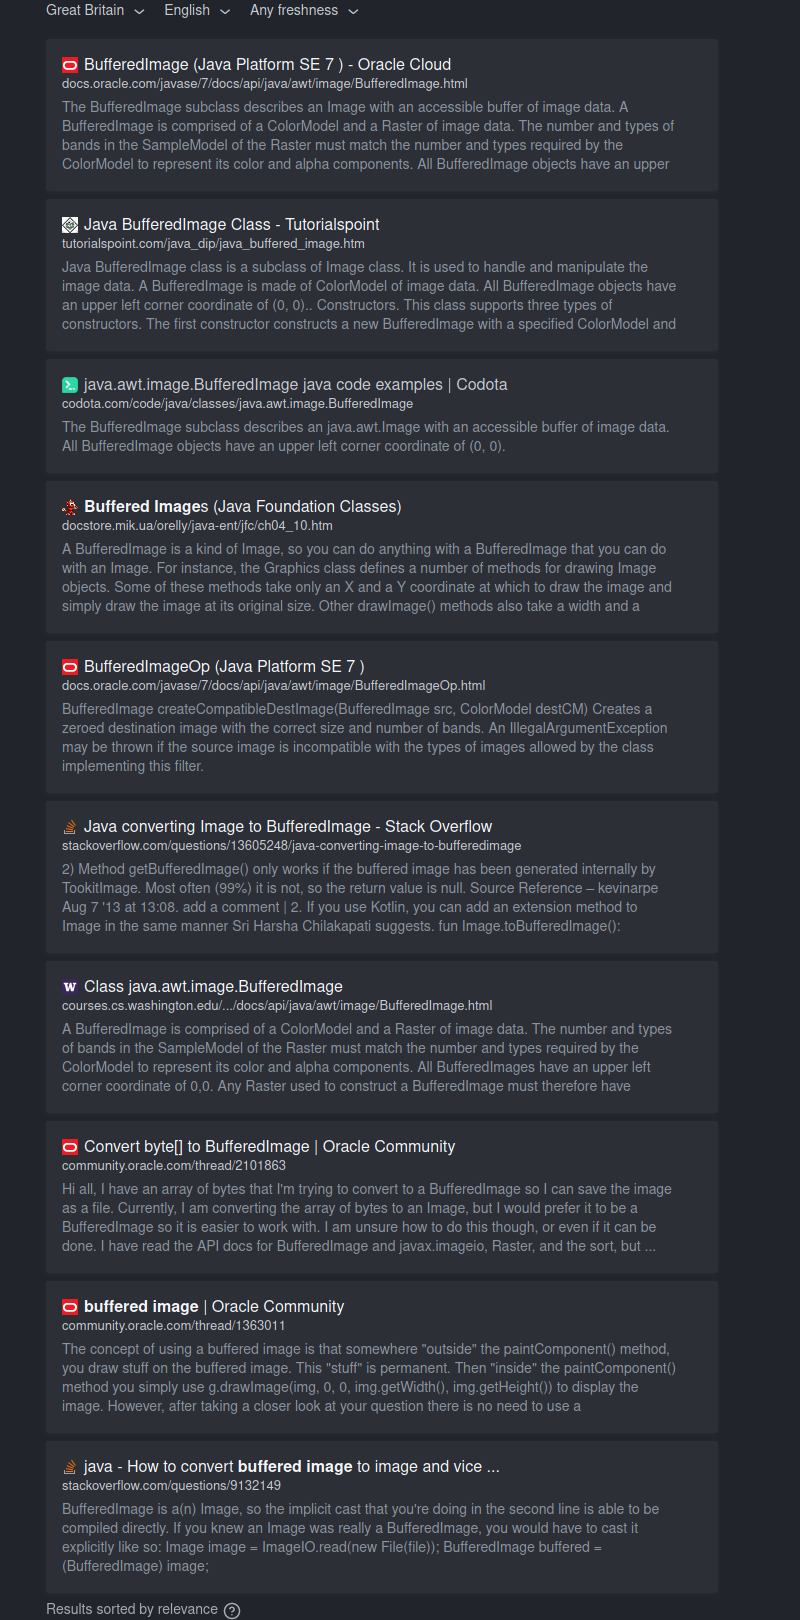 Great Britain English Any freshness
BufferedImage (Java Platform SE 7 ) - Oracle Cloud
docs.oracle.com/javase/7/docs/api/java/awt/image/BufferedImage.html
The BufferedImage subclass describes an Image with an accessible buffer of image data. A
BufferedImage is comprised of a ColorModel and a Raster of image data. The number and types of
bands in the SampleModel of the Raster must match the number and types required by the
ColorModel to represent its color and alpha components. All BufferedImage objects have an upper
Java BufferedImage Class - Tutorialspoint
tutorialspoint.com/java_dip/java_buffered_image.htm
Java BufferedImage class is a subclass of Image class. It is used to handle and manipulate the
image data. A BufferedImage is made of ColorModel of image data. All BufferedImage objects have
an upper left corner coordinate of (0, 0).. Constructors. This class supports three types of
constructors. The first constructor constructs a new BufferedImage with a specified ColorModel and
java.awt.image.BufferedImage java code examples | Codota
codota.com/code/java/classes/java.awt.image.BufferedImage
The BufferedImage subclass describes an java.awt.Image with an accessible buffer of image data.
All BufferedImage objects have an upper left corner coordinate of (0, 0).
Buffered Images (Java Foundation Classes)
docstore.mik.ua/orelly/java-ent/jfc/ch04_10.htm
A BufferedImage is a kind of Image, so you can do anything with a BufferedImage that you can do
with an Image. For instance, the Graphics class defines a number of methods for drawing Image
objects. Some of these methods take only an X and a Y coordinate at which to draw the image and
simply draw the image at its original size. Other drawImage() methods also take a width and a
BufferedImageOp (Java Platform SE 7 )
docs.oracle.com/javase/7/docs/api/java/awt/image/BufferedImageOp.html
BufferedImage createCompatibleDestImage(BufferedImage src, ColorModel destCM) Creates a
zeroed destination image with the correct size and number of bands. An IllegalArgumentException
may be thrown if the source image is incompatible with the types of images allowed by the class
implementing this filter.
Java converting Image to BufferedImage - Stack Overflow
stackoverflow.com/questions/13605248/java-converting-image-to-bufferedimage
2) Method getBufferedImage() only works if the buffered image has been generated internally by
TookitImage. Most often (99%) it is not, so the return value is null. Source Reference – kevinarpe
Aug 7 '13 at 13:08. add a comment | 2. If you use Kotlin, you can add an extension method to
Image in the same manner Sri Harsha Chilakapati suggests. fun Image.toBufferedImage():
W Class java.awt.image.BufferedImage
courses.cs.washington.edu/.../docs/api/java/awt/image/BufferedImage.html
A BufferedImage is comprised of a ColorModel and a Raster of image data. The number and types
of bands in the SampleModel of the Raster must match the number and types required by the
ColorModel to represent its color and alpha components. All BufferedImages have an upper left
corner coordinate of 0,0. Any Raster used to construct a BufferedImage must therefore have
Convert byte[] to BufferedImage | Oracle Community
community.oracle.com/thread/2101863
Hi all, I have an array of bytes that I'm trying to convert to a BufferedImage so I can save the image
as a file. Currently, I am converting the array of bytes to an Image, but I would prefer it to be a
BufferedImage so it is easier to work with. I am unsure how to do this though, or even if it can be
done. I have read the API docs for BufferedImage and javax.imageio, Raster, and the sort, but ...
buffered image | Oracle Community
community.oracle.com/thread/1363011
The concept of using a buffered image is that somewhere "outside" the paintComponent() method,
you draw stuff on the buffered image. This "stuff" is permanent. Then "inside" the paintComponent()
method you simply use g.drawImage(img, 0, 0, img.getWidth(), img.getHeight()) to display the
image. However, after taking a closer look at your question there is no need to use a
java - How to convert buffered image to image and vice ...
stackoverflow.com/questions/9132149
BufferedImage is a(n) Image, so the implicit cast that you're doing in the second line is able to be
compiled directly. If you knew an Image was really a BufferedImage, you would have to cast it
explicitly like so: Image image = ImageIO.read(new File(file)); BufferedImage buffered =
(BufferedImage) image;
Results sorted by relevance ?